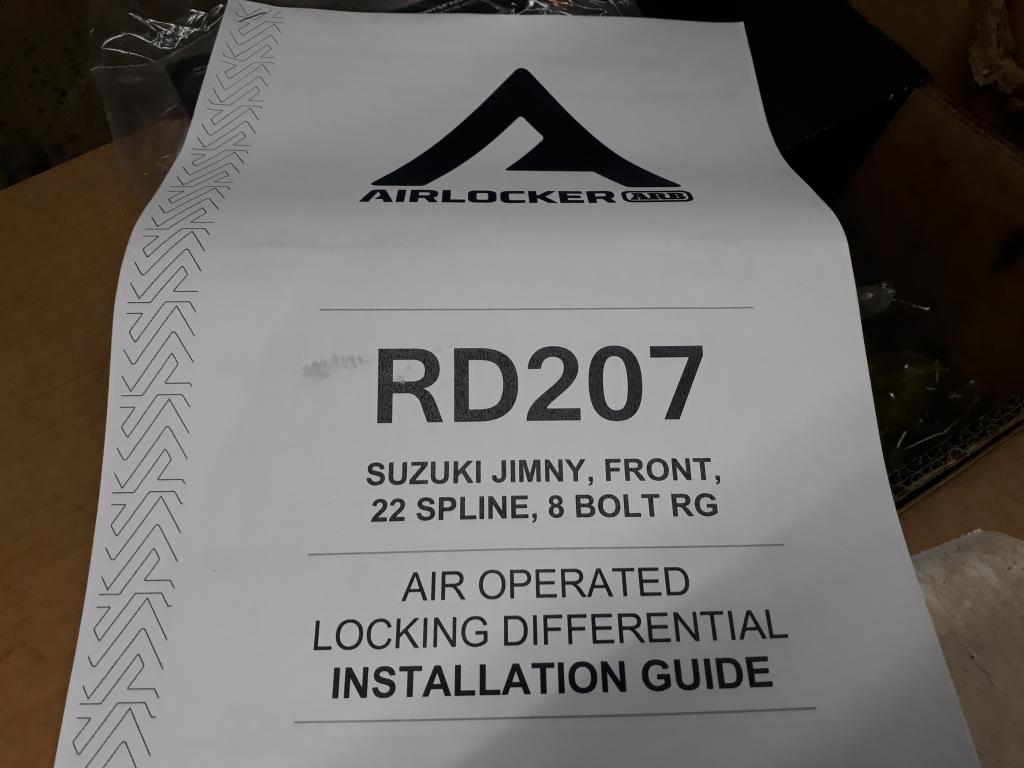 AIRLOCKER ARB
RD207
SUZUKI JIMNY, FRONT,
22 SPLINE, 8 BOLT RG
AIR OPERATED
LOCKING DIFFERENTIAL
INSTALLATION GUIDE